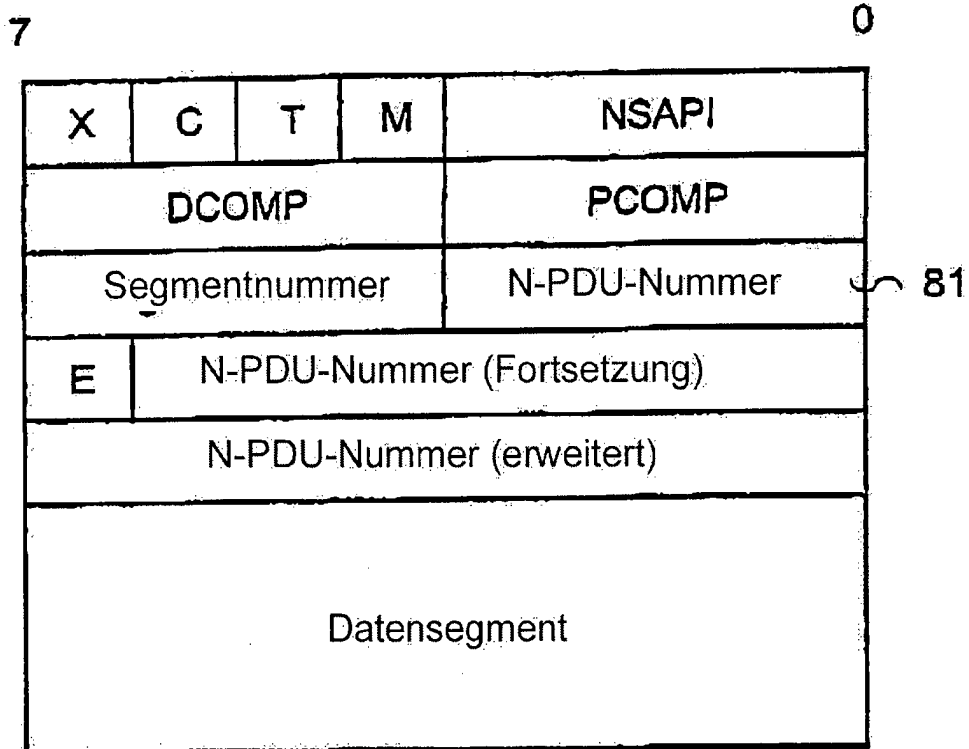 7 0
X C T M NSAPI
DCOMP PCOMP
Segmentnummer N-PDU-Nummer 81
E N-PDU-Nummer (Fortsetzung)
N-PDU-Nummer (erweitert)
Datensegment